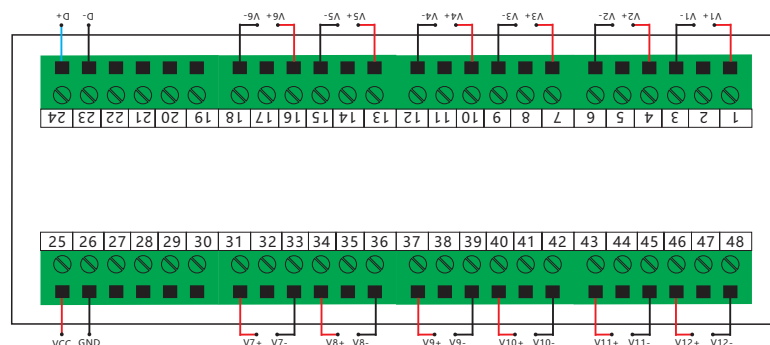 D+ D- V6- V6+ V5- V5+ V4- V4+ V3- V3+ V2- V2+ V1- V1+
24 23 22 21 20 19 18 17 16 15 14 13 12 11 10 9 8 7 6 5 4 3 2 1
25 26 27 28 29 30 31 32 33 34 35 36 37 38 39 40 41 42 43 44 45 46 47 48
VCC GND V7+ V7- V8+ V8- V9+ V9- V10+ V10- V11+ V11- V12+ V12-